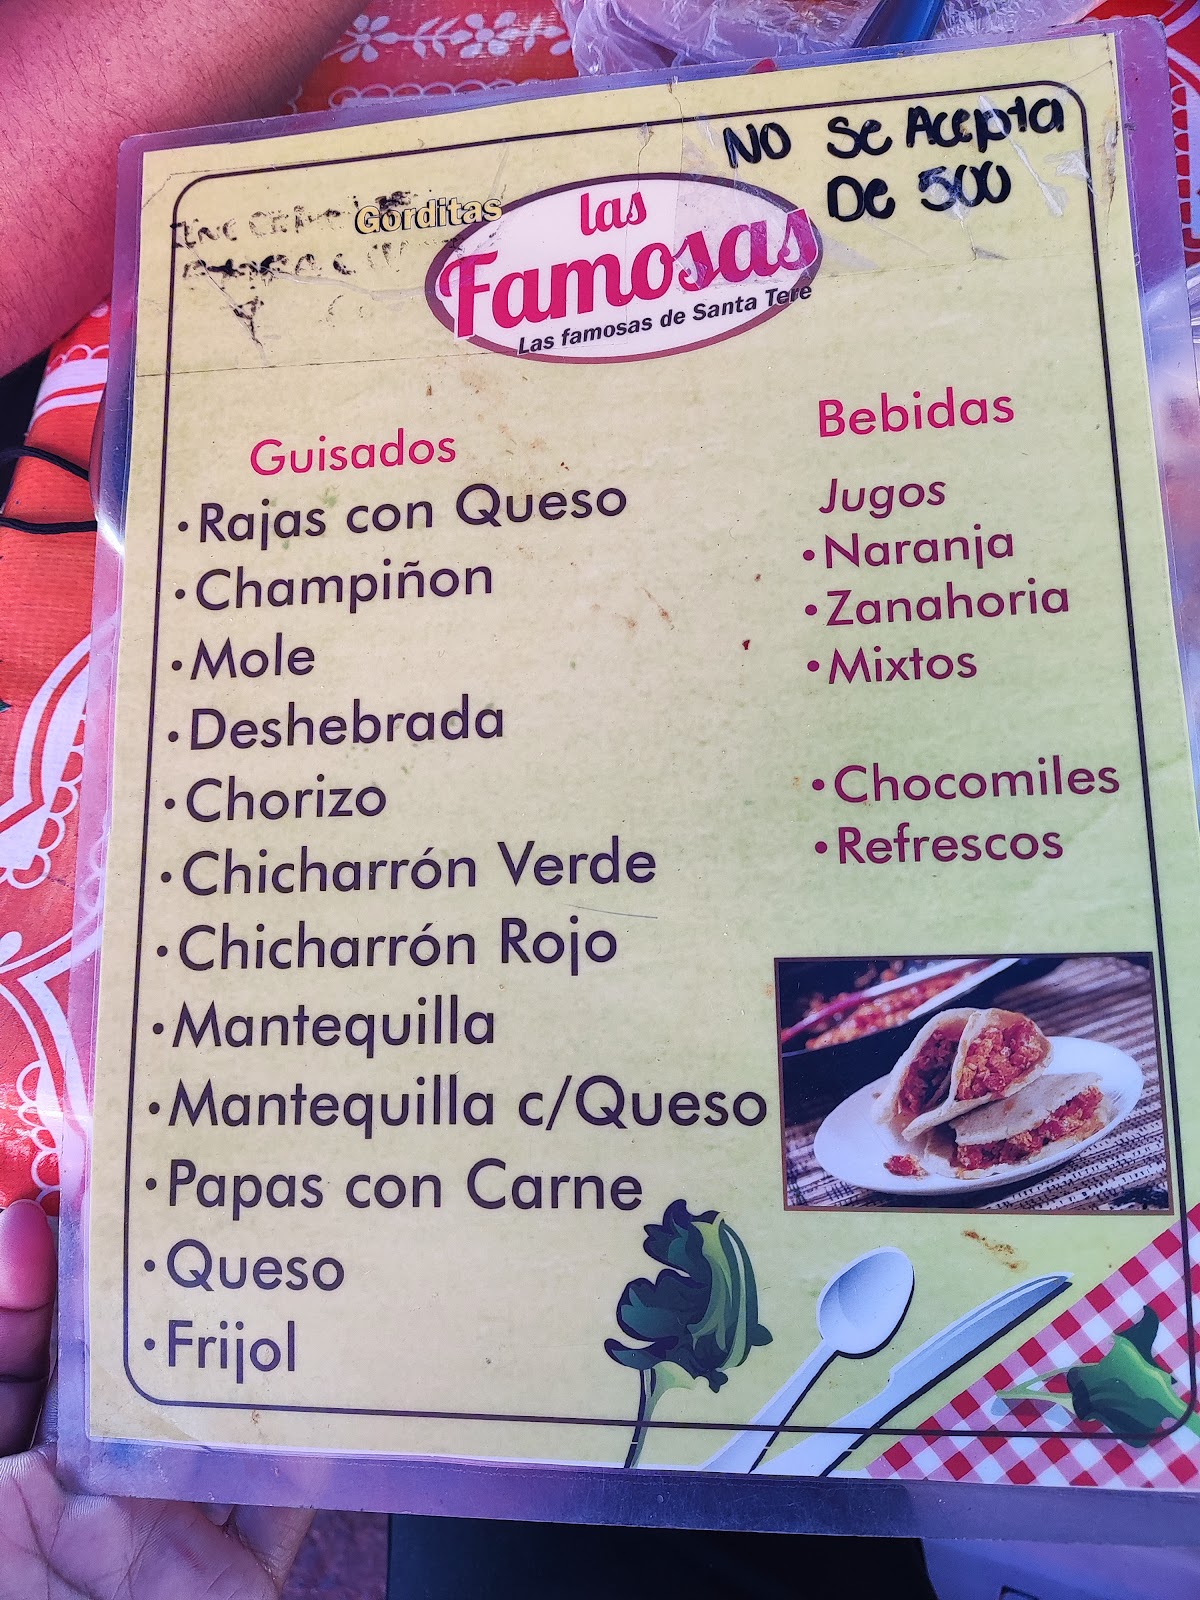 NO Se Acepta
De 500
Gorditas
las
Famosas
Las famosas de Santa Tere
Guisados
•Rajas con Queso
•Champiñon
•Mole
•Deshebrada
•Chorizo
•Chicharrón Verde
•Chicharrón Rojo
•Mantequilla
•Mantequilla c/Queso
•Papas con Carne
•Queso
•Frijol
Bebidas
Jugos
•Naranja
•Zanahoria
•Mixtos
•Chocomiles
•Refrescos